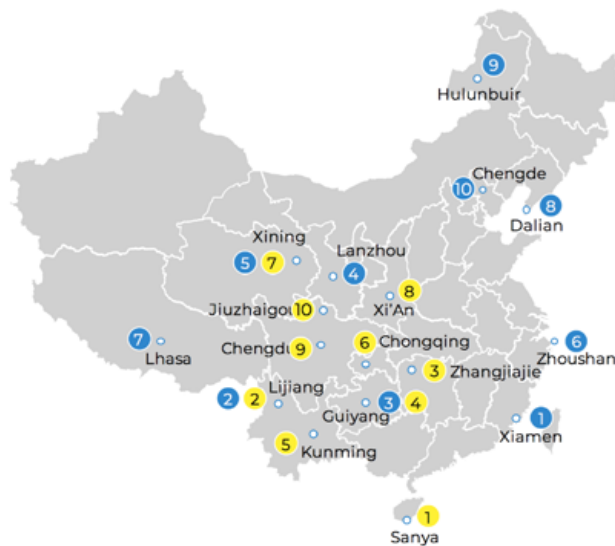 9
Hulunbuir
Chengde
10
8
Dalian
Xining
Lanzhou
5 7
4
8
Jiuzhaigou 10
Xi'An
7
Lhasa
6 Chongqing
Chengdu 9
6
Zhoushan
3
Zhangjiajie
Lijiang
2 2
3 4
Guiyang
1
Xiamen
5
Kunming
1
Sanya